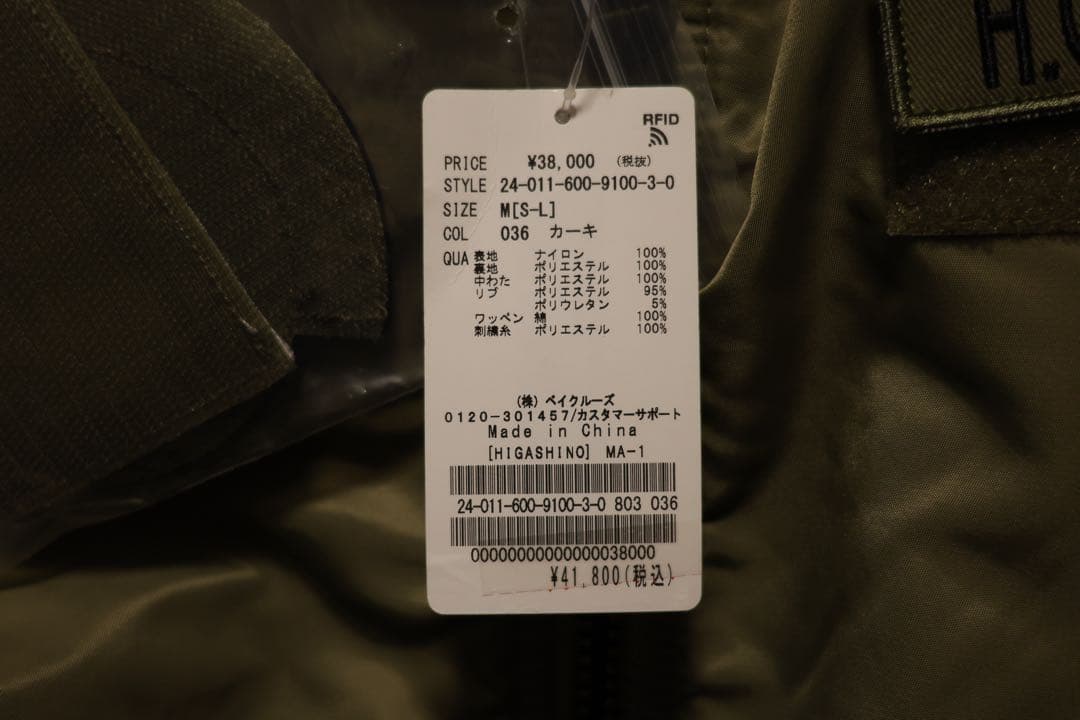 H.
RFID
PRICE ¥38,000 (税抜)
STYLE 24-011-600-9100-3-0
SIZE M[S-L]
COL 036 カーキ
QUA 表地 ナイロン 100%
裏地 ポリエステル 100%
中わた ポリエステル 100%
リブ ポリエステル 95%
ポリウレタン 5%
ワッペン 綿 100%
刺繍糸 ポリエステル 100%
(株) ベイクルーズ
0120-301457/カスタマーサポート
Made in China
[HIGASHINO] MA-1
24-011-600-9100-3-0 803 036
00000000000000038000
¥41,800(税込)